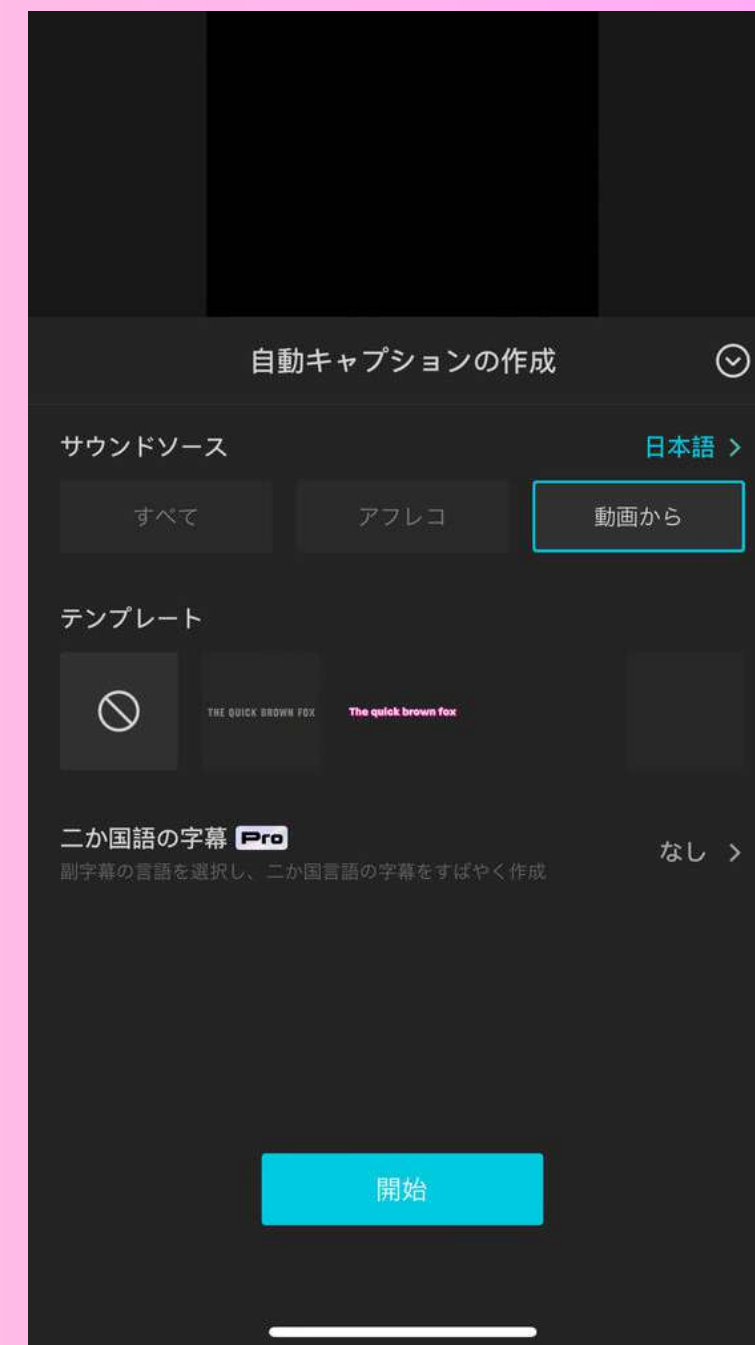 自動キャプションの作成
サウンドソース
日本語 >
すべて
アフレコ
動画から
テンプレート
THE QUICK BROWN FOX
The quick brown fox
二か国語の字幕 Pro
なし >
副字幕の言語を選択し、二か国言語の字幕をすばやく作成
開始